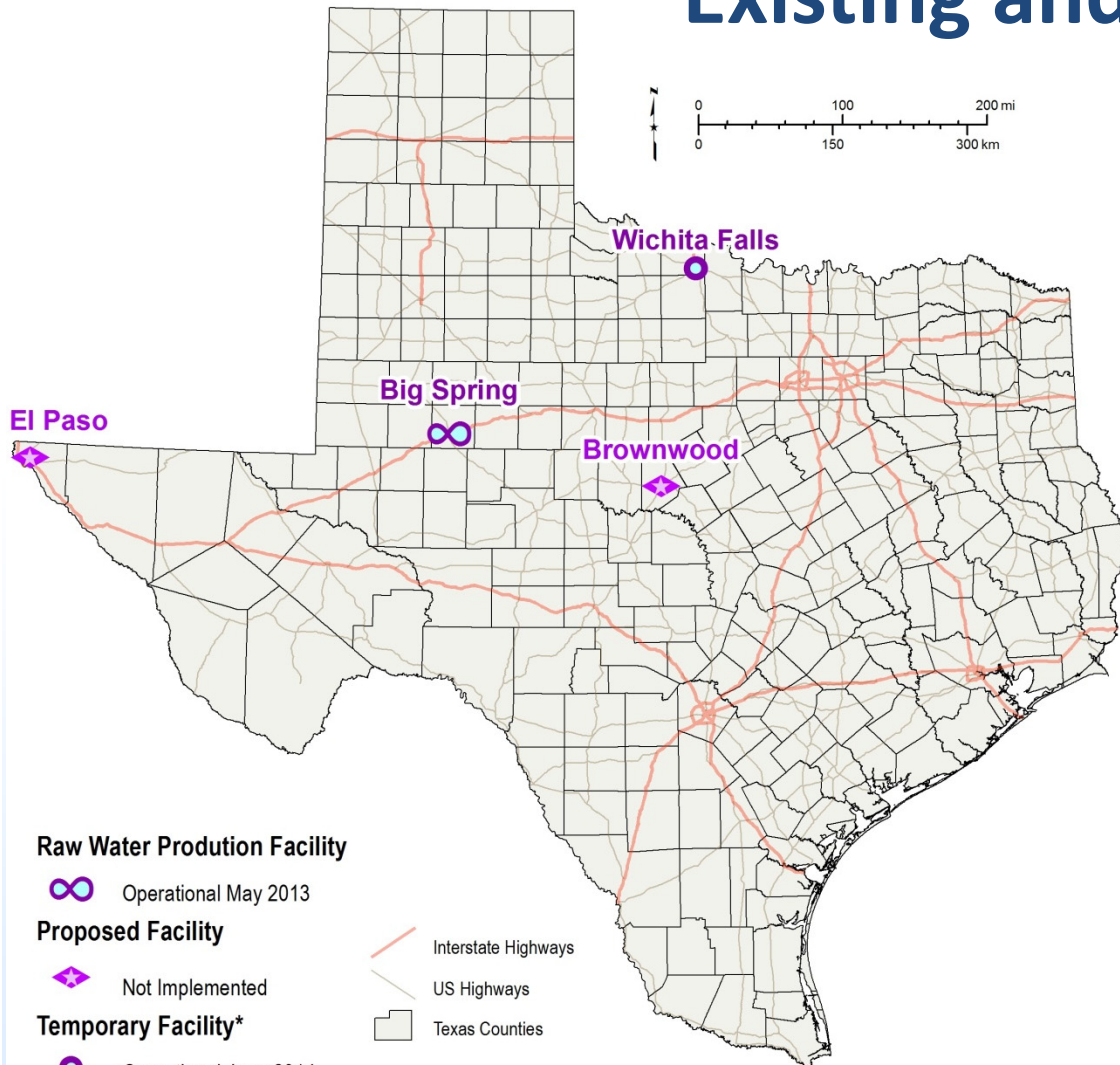 Existing and
N
0 100 200 mi
0 150 300 km
Wichita Falls
Big Spring
El Paso
Brownwood
Raw Water Prodution Facility
Operational May 2013
Proposed Facility
Not Implemented
Temporary Facility*
Interstate Highways
US Highways
Texas Counties